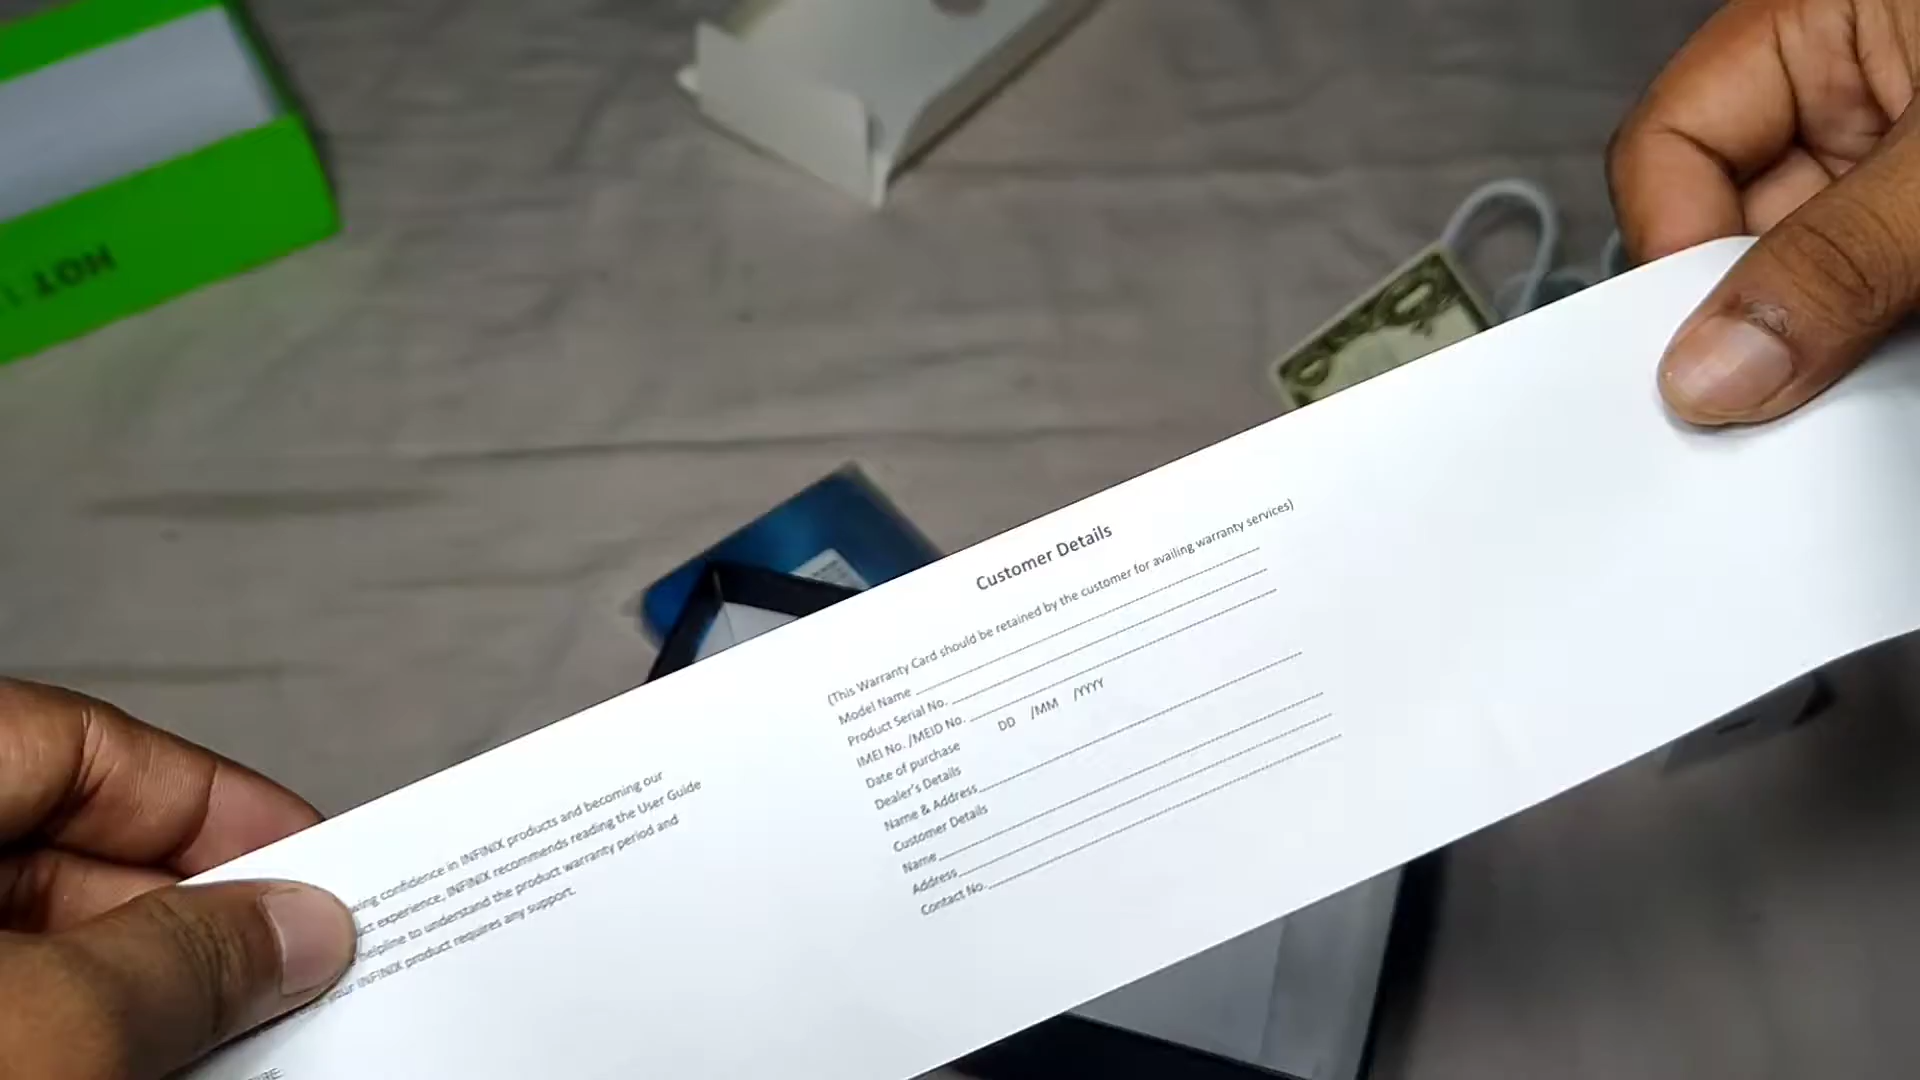 HOT
wing confidence in INFINIX products and becoming our
ct experience, INFINIX recommends reading the User Guide
helpline to understand the product warranty period and
your INFINIX product requires any support.
Customer Details
(This Warranty Card should be retained by the customer for availing warranty services)
Model Name
Product Serial No.
IMEI No. /MEID No.
Date of purchase DD /MM /YYYY
Dealer's Details
Name & Address
Customer Details
Name
Address
Contact No.